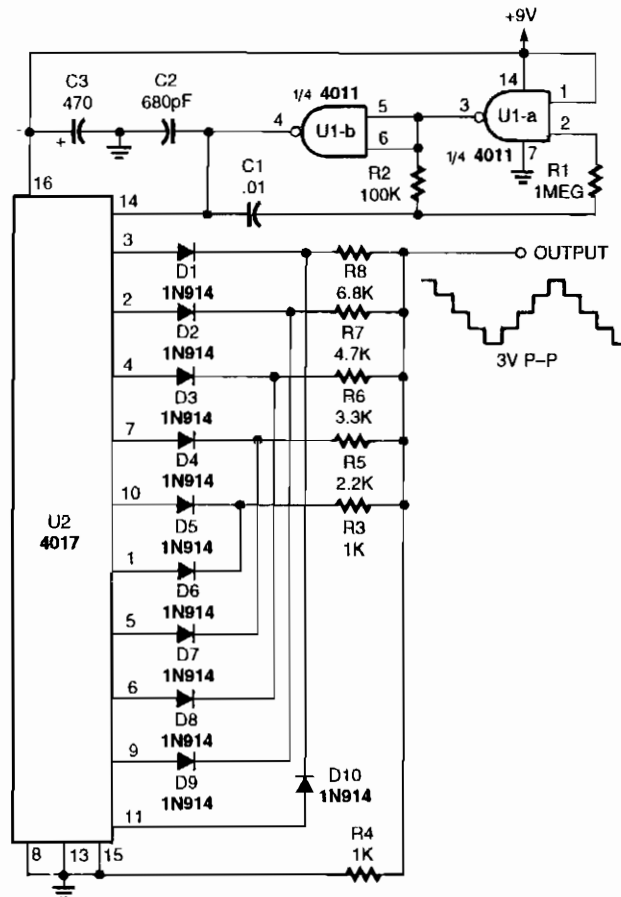 +9V
C3
470
+
C2
680pF
1/4 4011
4
U1-b
5
6
3
14
U1-a
1
2
1/4 4011
7
R1
1MEG
R2
100K
C1
.01
16
14
3
D1
1N914
R8
6.8K
OUTPUT
2
D2
1N914
R7
4.7K
3V P-P
4
D3
1N914
R6
3.3K
7
D4
1N914
R5
2.2K
10
D5
1N914
R3
1K
U2
4017
1
D6
1N914
5
D7
1N914
6
D8
1N914
9
D9
1N914
D10
1N914
11
R4
1K
8
13
15